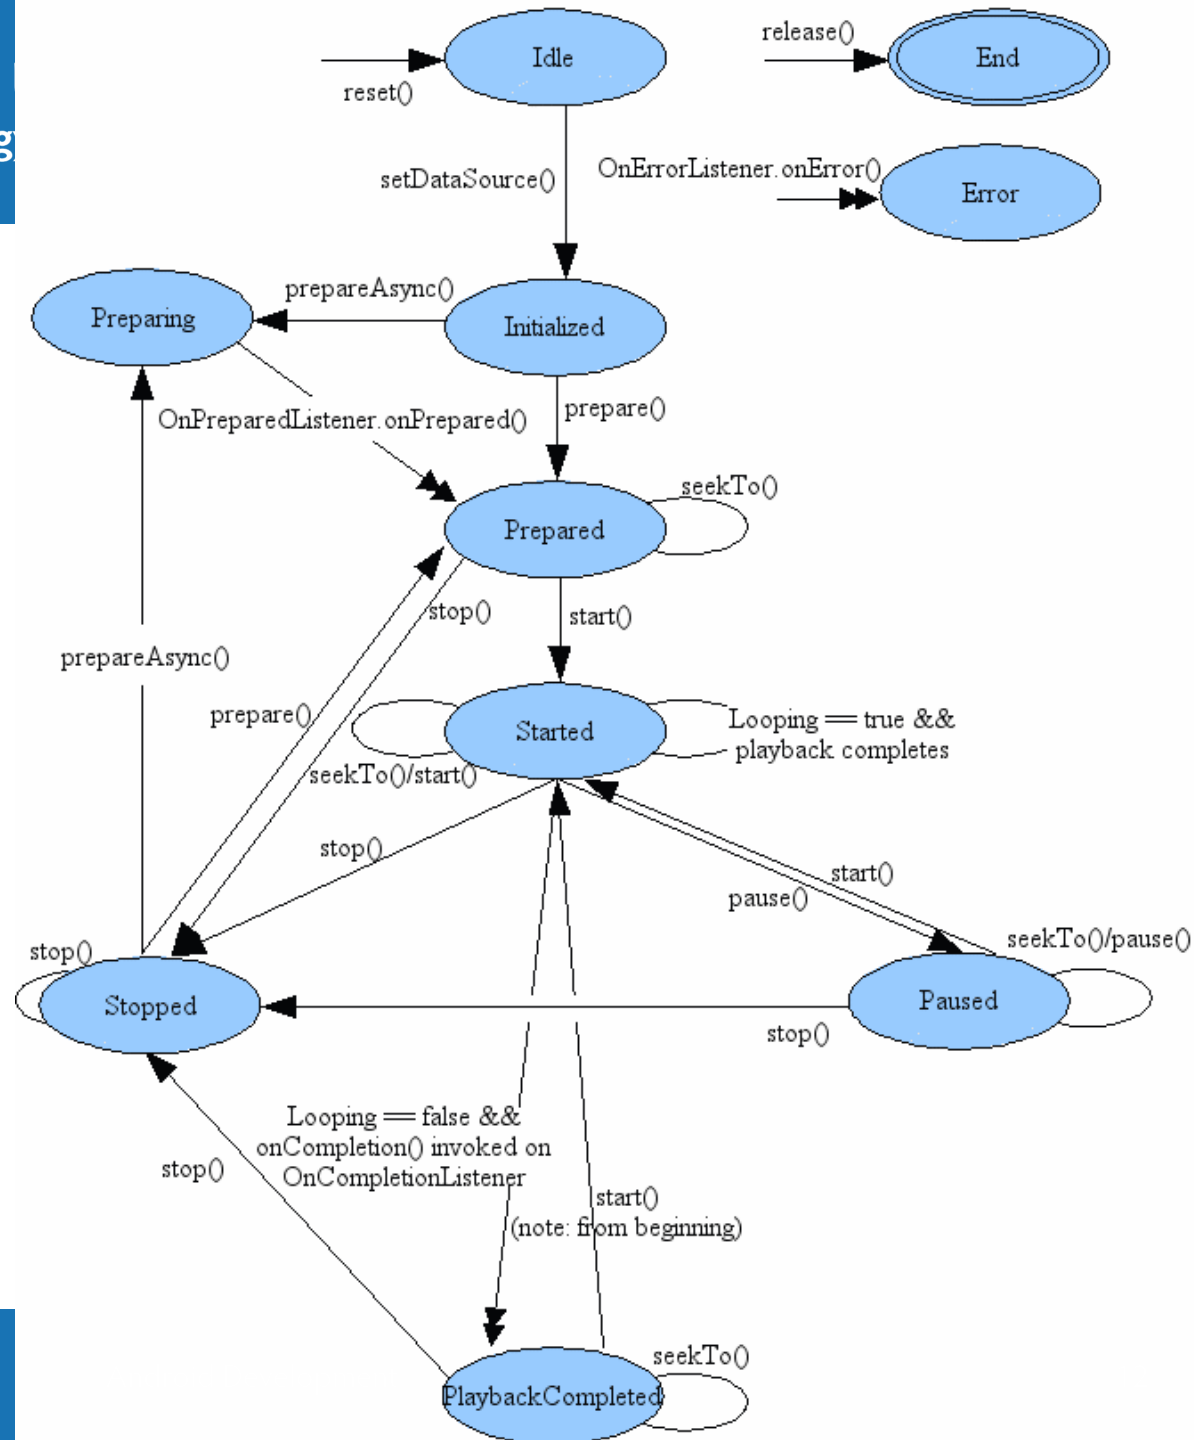 release()
Idle
End
reset()
gy
OnErrorListener.onError()
setDataSource()
Error
prepareAsync()
Preparing
Initialized
prepare()
OnPreparedListener.onPrepared()
seekTo()
Prepared
stop()
start()
prepareAsync()
prepare()
Looping == true &&
playback completes
Started
seekTo()/start()
stop()
start()
pause()
seekTo()/pause()
stop()
Stopped
Paused
stop()
Looping == false &&
onCompletion() invoked on
OnCompletionListener
stop()
start()
(note: from beginning)
seekTo()
PlaybackCompleted